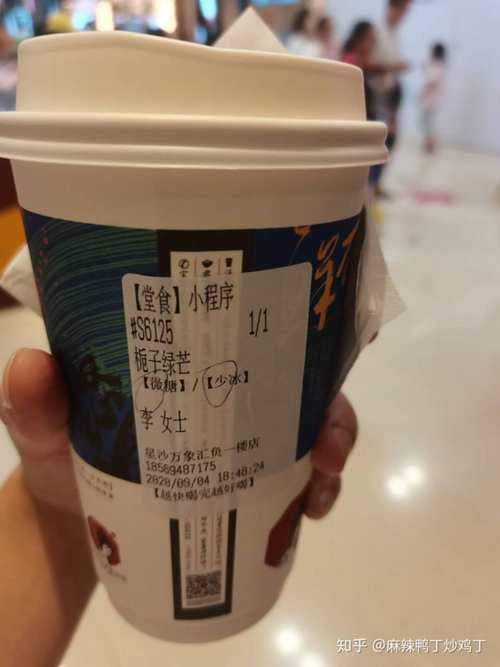 【堂食】小程序
#S6125
1/1
栀子绿芒
【微糖】/【少冰】
李 女士
星沙万象汇负一楼店
18569487175
2020/09/04 18:48:24
【越快喝完越好喝】
知乎 @麻辣鸭丁炒鸡丁